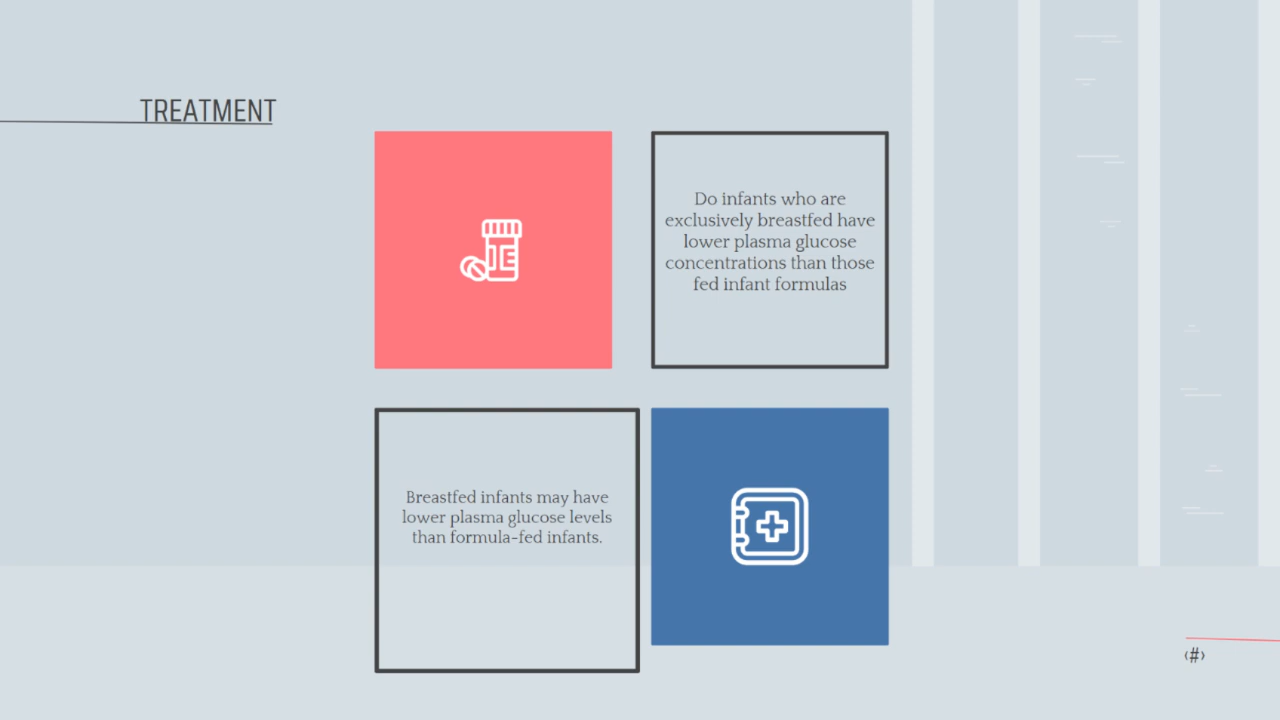 TREATMENT
Do infants who are
exclusively breastfed have
lower plasma glucose
concentrations than those
fed infant formulas
Breastfed infants may have
lower plasma glucose levels
than formula-fed infants.
‹#›